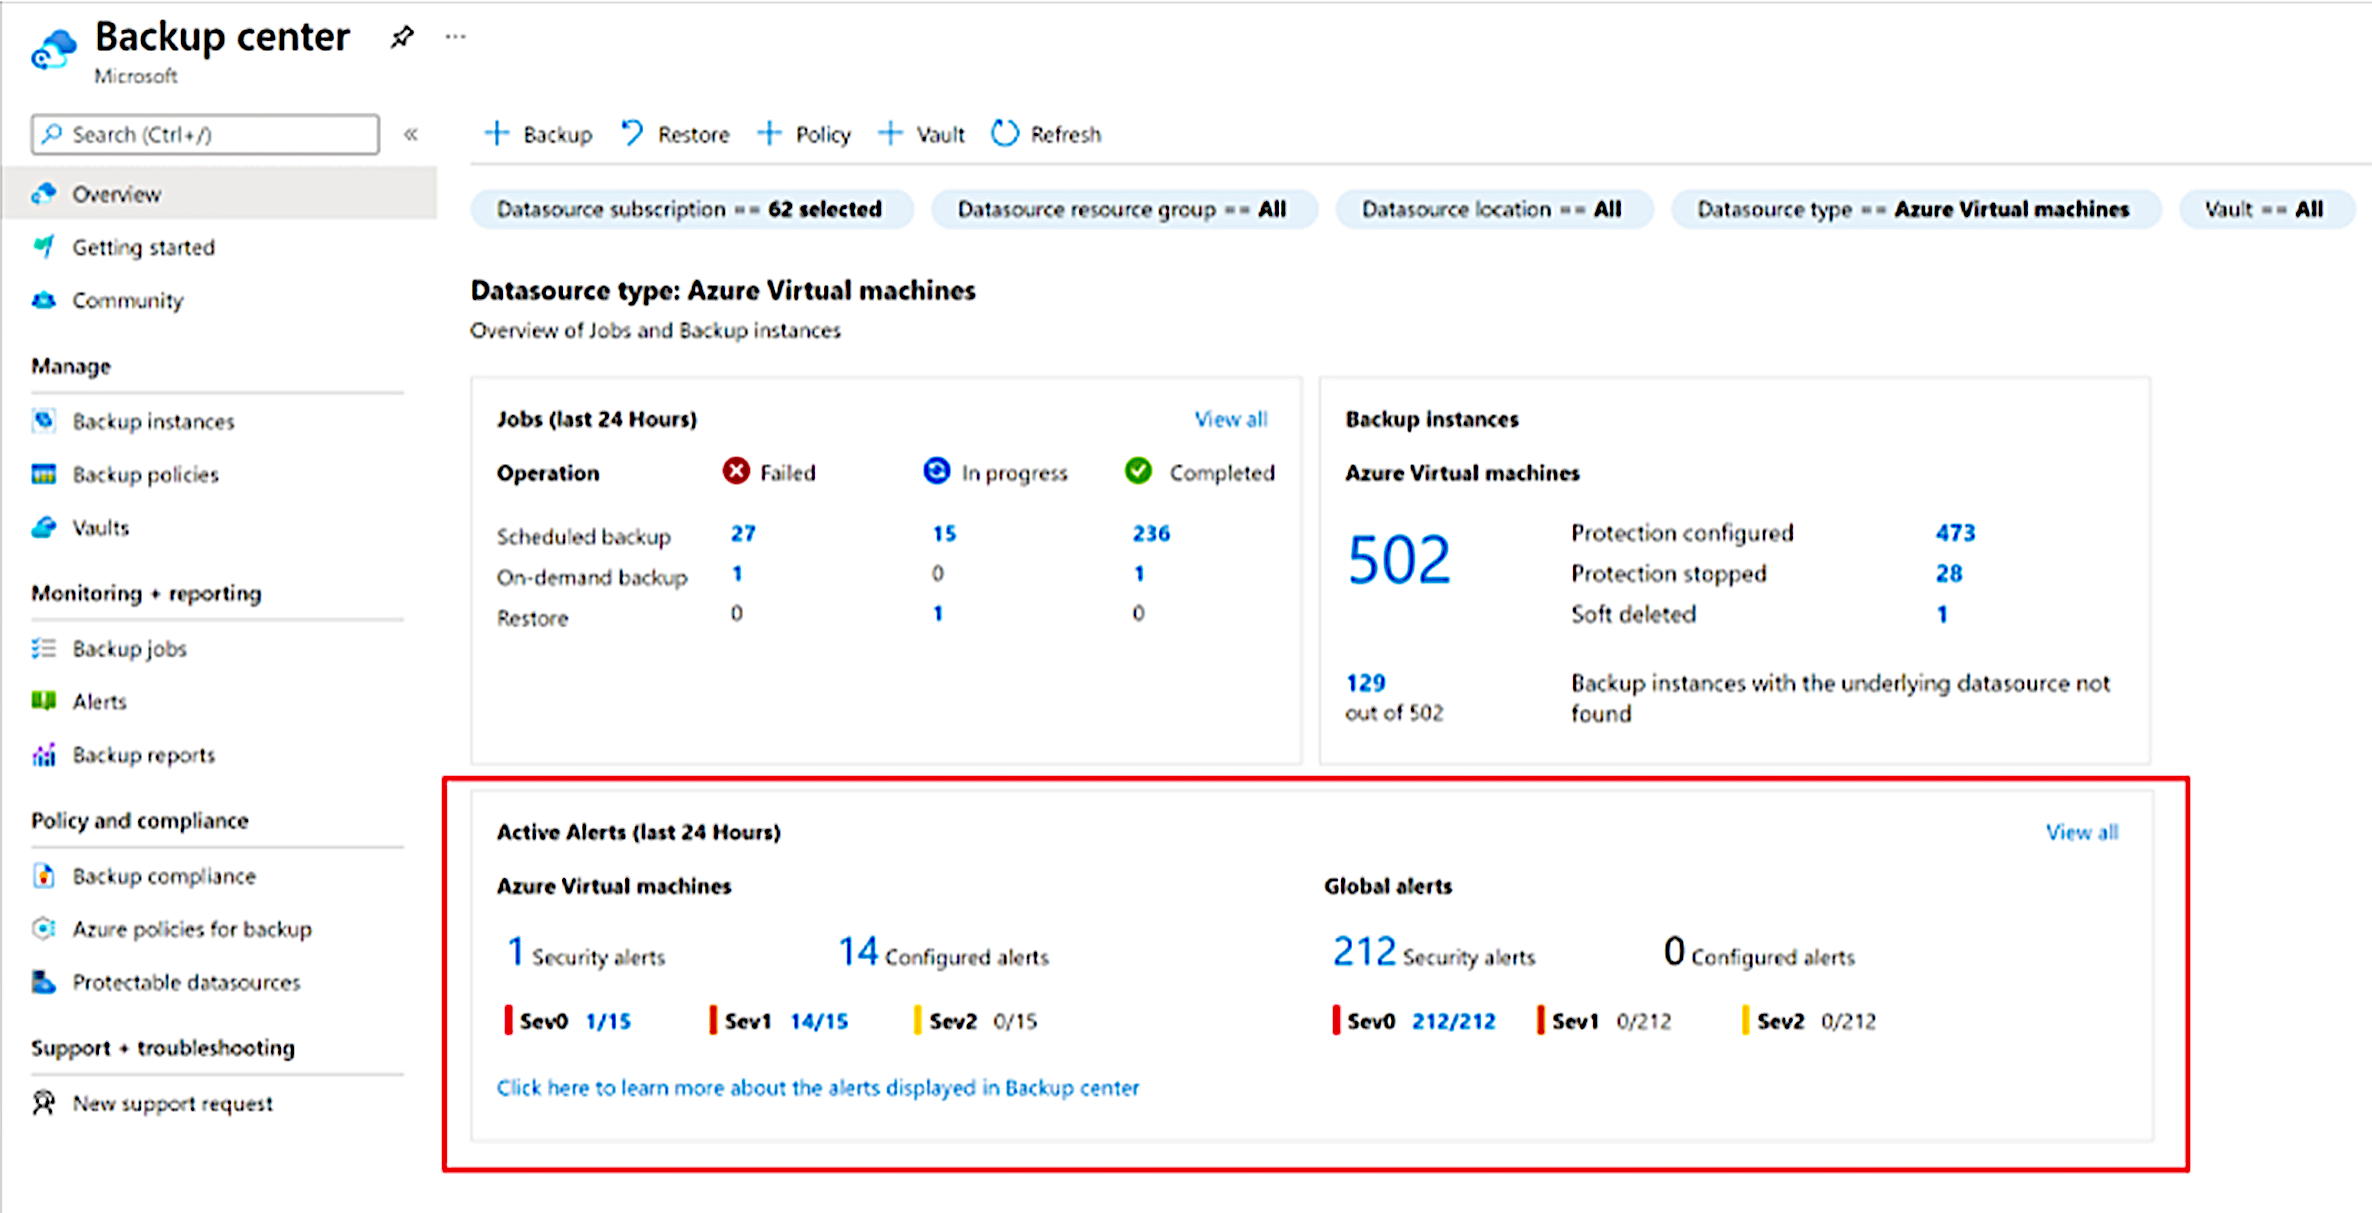 Backup center
Microsoft
Search (Ctrl+/)
«
Overview
Getting started
Community
Manage
Backup instances
Backup policies
Vaults
Monitoring + reporting
Backup jobs
Alerts
Backup reports
Policy and compliance
Backup compliance
Azure policies for backup
Protectable datasources
Support + troubleshooting
New support request
+ Backup Restore + Policy + Vault Refresh
Datasource subscription == 62 selected Datasource resource group == All Datasource location == All Datasource type == Azure Virtual machines Vault == All
Datasource type: Azure Virtual machines
Overview of Jobs and Backup instances
Jobs (last 24 Hours) View all
Operation Failed In progress Completed
Scheduled backup 27 15 236
On-demand backup 1 0 1
Restore 0 1 0
Backup instances
Azure Virtual machines
502
Protection configured 473
Protection stopped 28
Soft deleted 1
129
out of 502
Backup instances with the underlying datasource not
found
Active Alerts (last 24 Hours) View all
Azure Virtual machines
1 Security alerts 14 Configured alerts
Sev0 1/15 Sev1 14/15 Sev2 0/15
Global alerts
212 Security alerts 0 Configured alerts
Sev0 212/212 Sev1 0/212 Sev2 0/212
Click here to learn more about the alerts displayed in Backup center